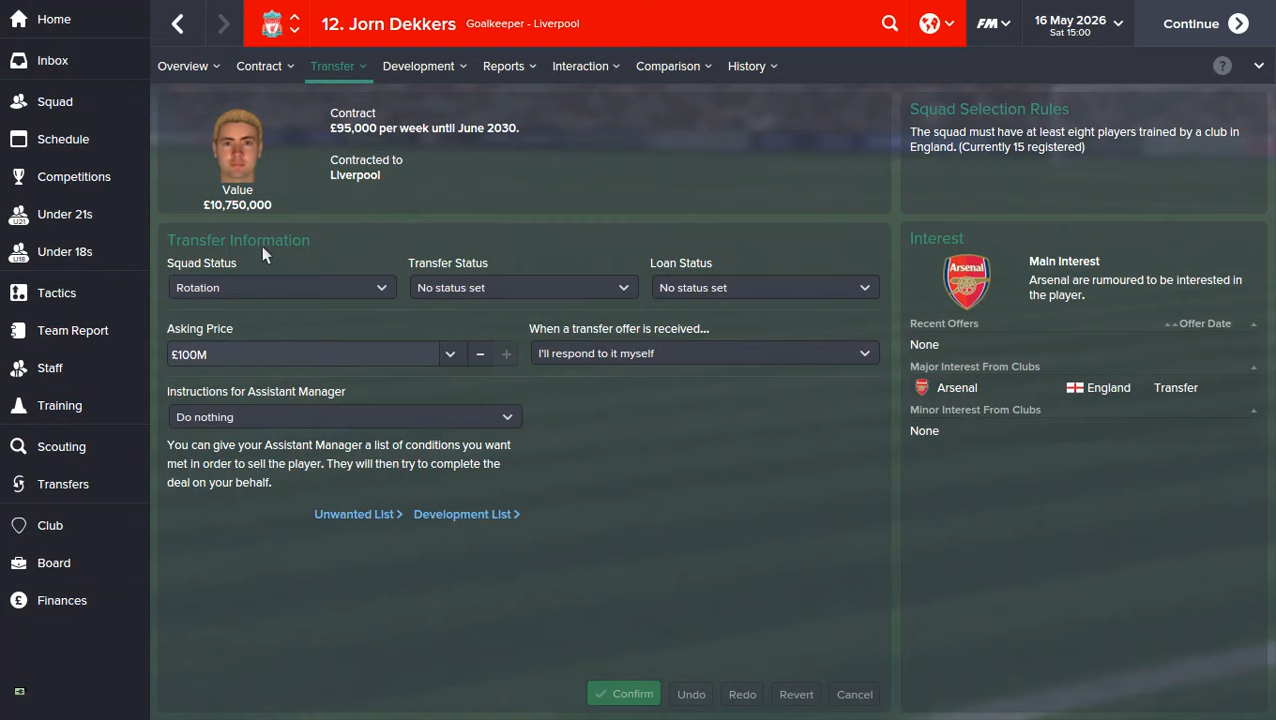 Home
Inbox
Squad
Schedule
Competitions
Under 21s
U21
Under 18s
U18
Tactics
Team Report
Staff
Training
Scouting
Transfers
Club
Board
Finances
12. Jorn Dekkers Goalkeeper - Liverpool
FM
16 May 2026
Sat 15:00
Continue
Overview
Contract
Transfer
Development
Reports
Interaction
Comparison
History
?
Value
£10,750,000
Contract
£95,000 per week until June 2030.
Contracted to
Liverpool
Squad Selection Rules
The squad must have at least eight players trained by a club in
England. (Currently 15 registered)
Transfer Information
Squad Status
Rotation
Transfer Status
No status set
Loan Status
No status set
Asking Price
£100M
When a transfer offer is received...
I'll respond to it myself
Instructions for Assistant Manager
Do nothing
You can give your Assistant Manager a list of conditions you want
met in order to sell the player. They will then try to complete the
deal on your behalf.
Unwanted List >
Development List >
Confirm
Undo
Redo
Revert
Cancel
Interest
Arsenal
Main Interest
Arsenal are rumoured to be interested in
the player.
Recent Offers Offer Date
None
Major Interest From Clubs
Arsenal England Transfer
Minor Interest From Clubs
None